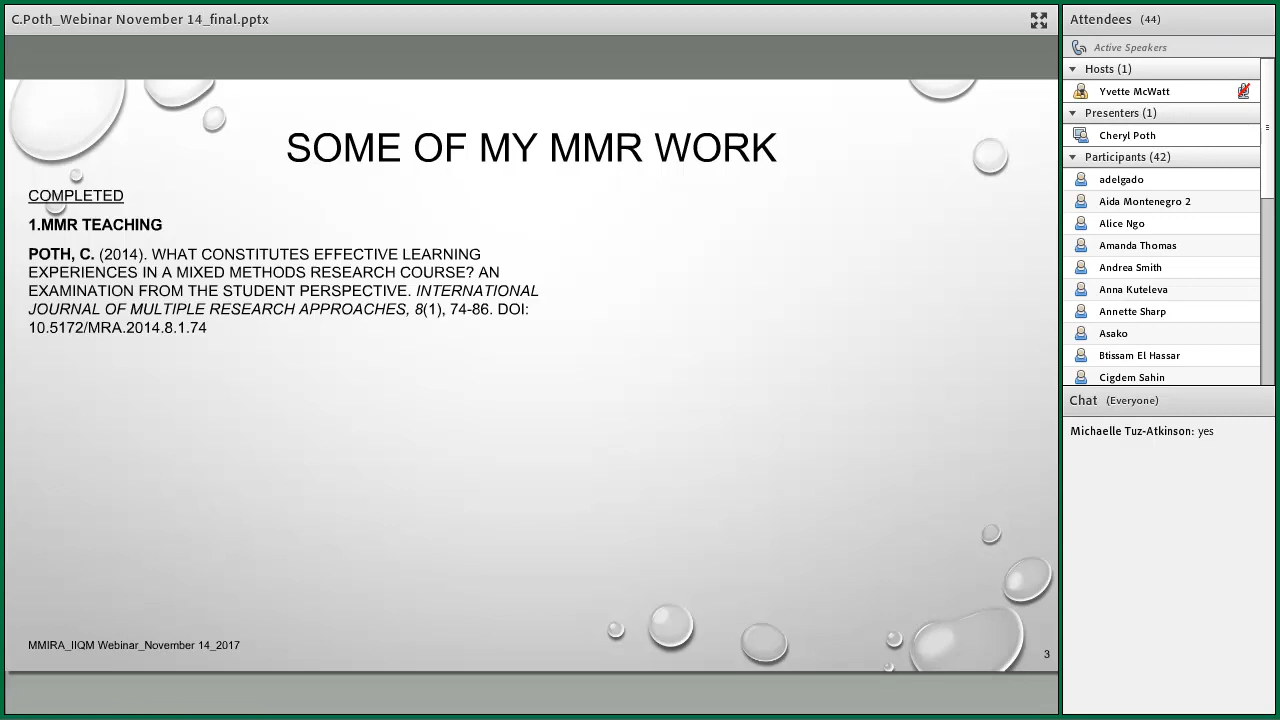 C.Poth_Webinar November 14_final.pptx
SOME OF MY MMR WORK
COMPLETED
1.MMR TEACHING
POTH, C. (2014). WHAT CONSTITUTES EFFECTIVE LEARNING
EXPERIENCES IN A MIXED METHODS RESEARCH COURSE? AN
EXAMINATION FROM THE STUDENT PERSPECTIVE. INTERNATIONAL
JOURNAL OF MULTIPLE RESEARCH APPROACHES, 8(1), 74-86. DOI:
10.5172/MRA.2014.8.1.74
MMIRA_IIQM Webinar_November 14_2017
3
Attendees (44)
Active Speakers
Hosts (1)
Yvette McWatt
Presenters (1)
Cheryl Poth
Participants (42)
adelgado
Aida Montenegro 2
Alice Ngo
Amanda Thomas
Andrea Smith
Anna Kuteleva
Annette Sharp
Asako
Btissam El Hassar
Cigdem Sahin
Chat (Everyone)
Michaelle Tuz-Atkinson: yes